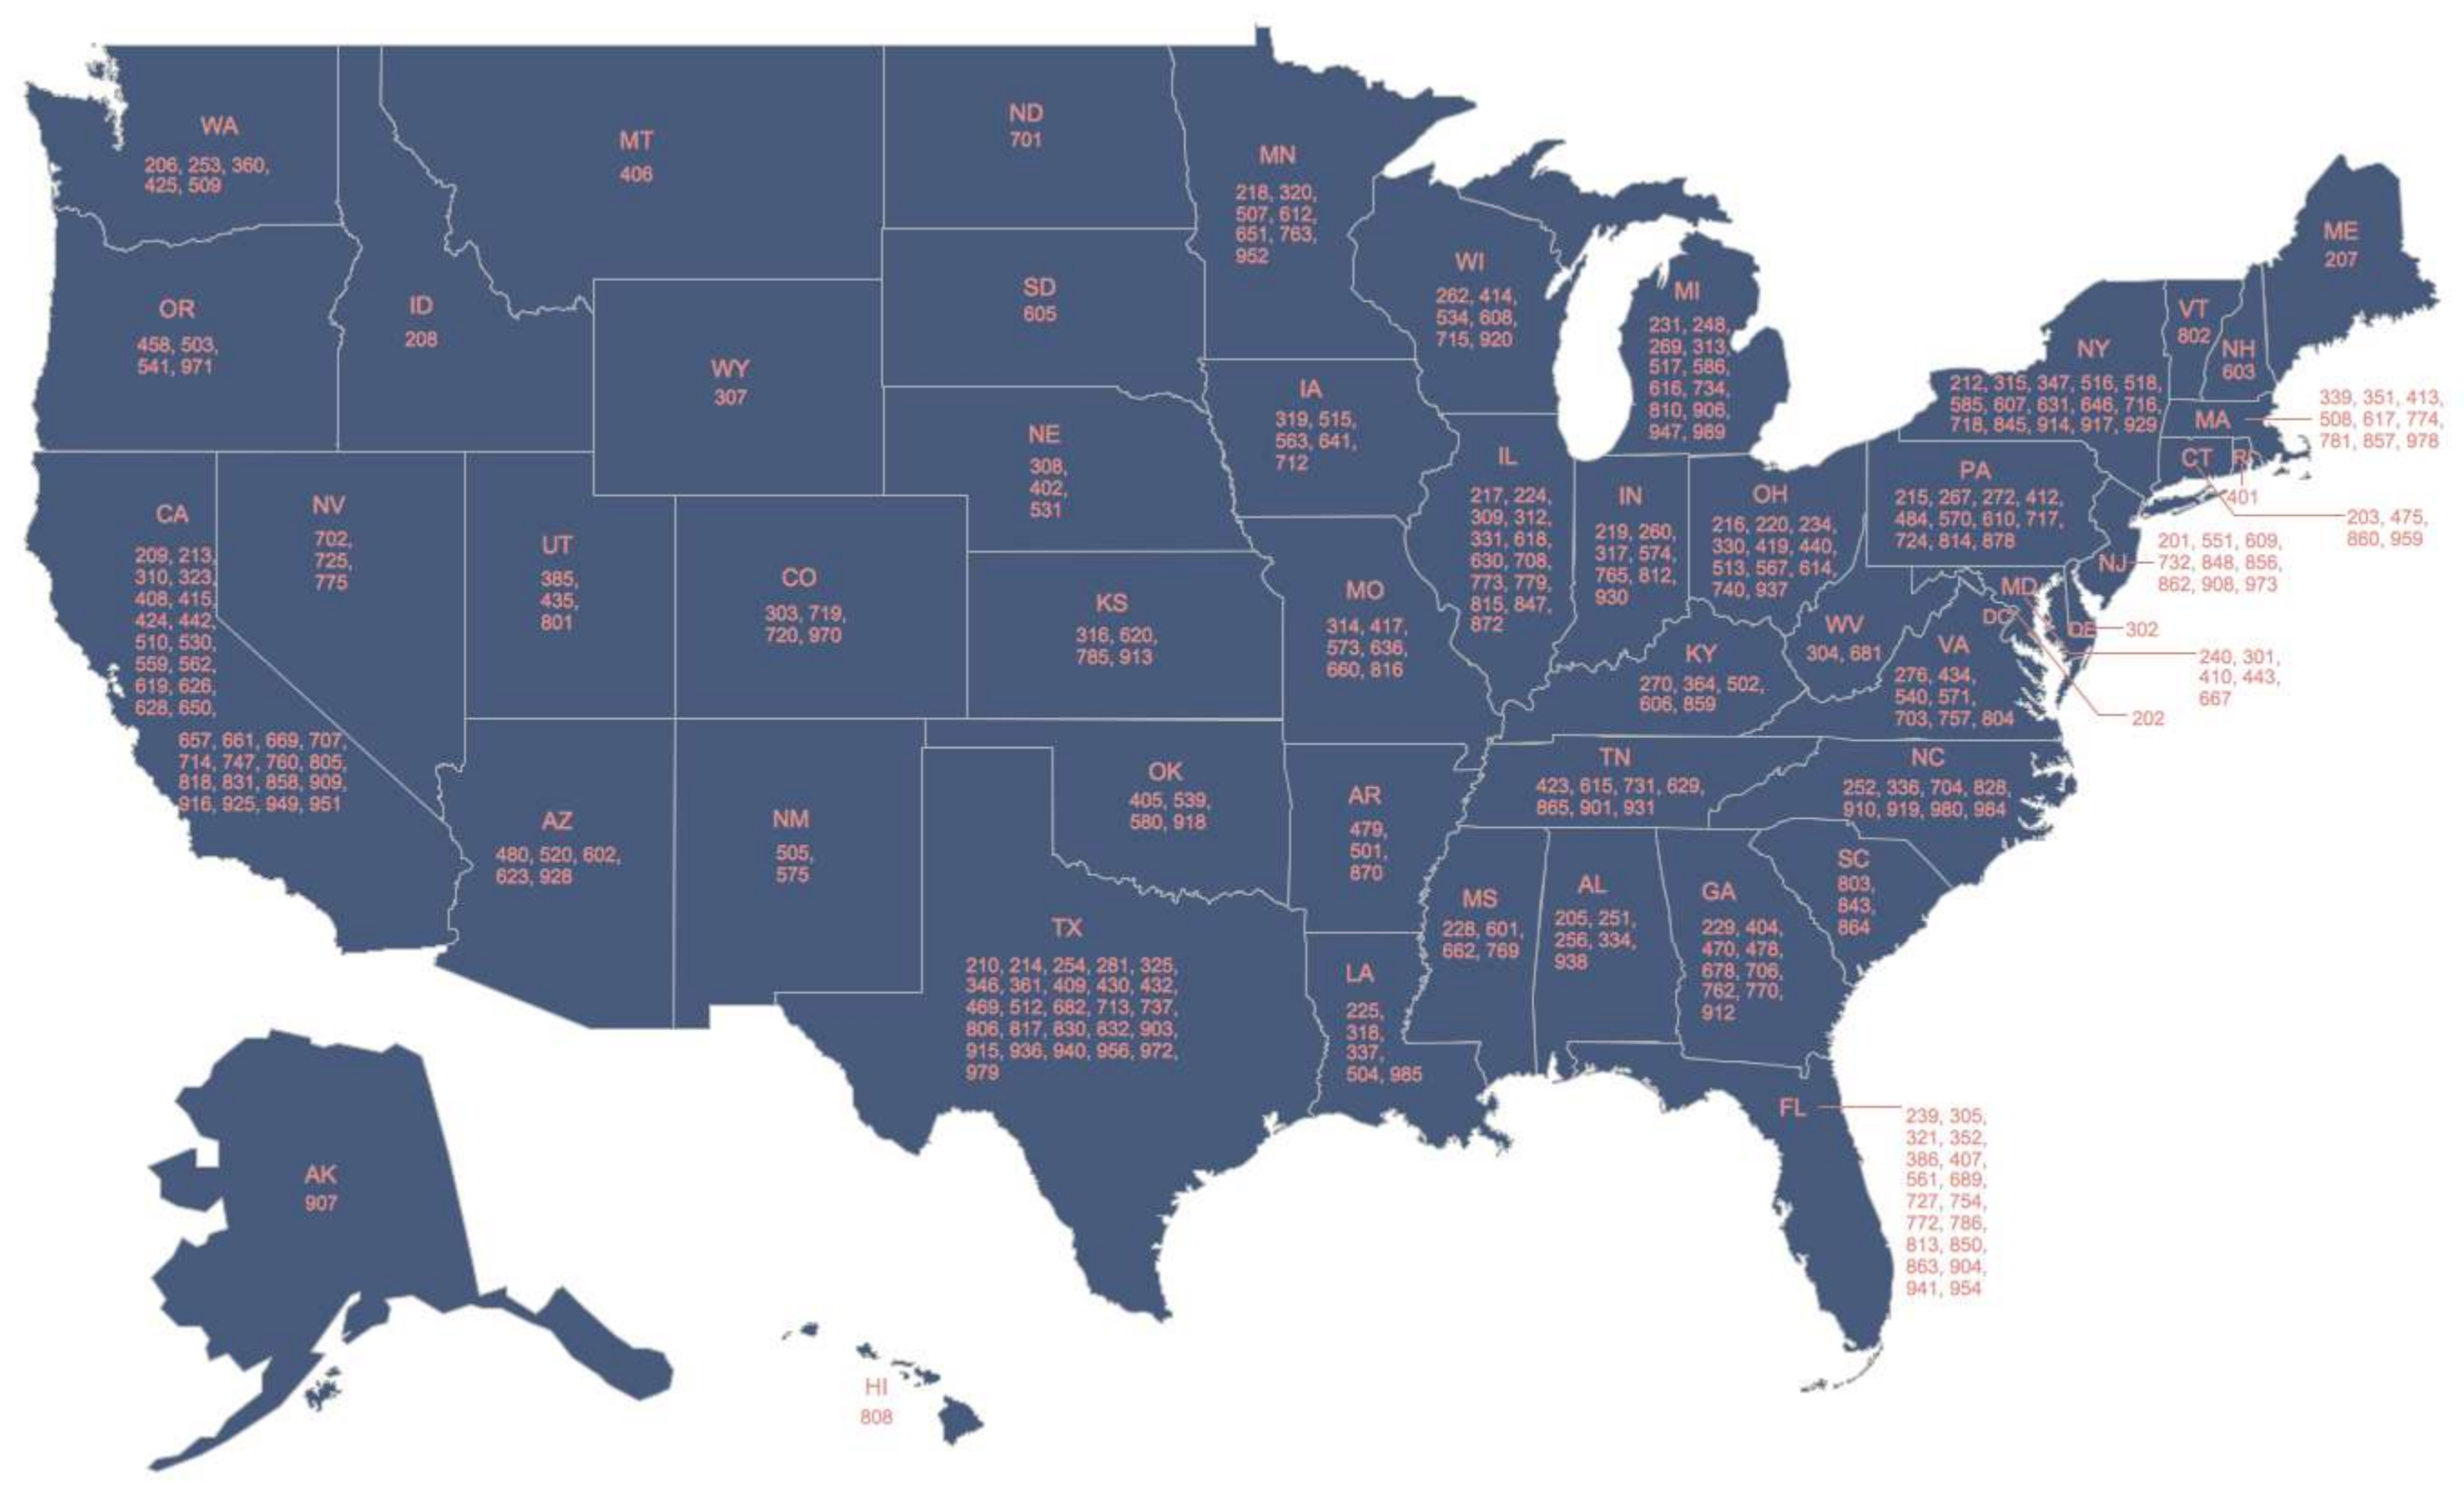 WA
206, 253, 360,
425, 509
MT
406
ND
701
MN
218, 320,
507, 612,
651, 763,
952
OR
458, 503,
541, 971
ID
208
WY
307
SD
605
WI
262, 414,
534, 608,
715, 920
MI
231, 248,
269, 313,
517, 586,
616, 734,
810, 906,
947, 989
ME
207
VT
802
NH
603
NY
212, 315, 347, 516, 518,
585, 607, 631, 646, 716,
718, 845, 914, 917, 929
MA
339, 351, 413,
508, 617, 774,
781, 857, 978
CT
203, 475,
860, 959
RI
401
CA
209, 213,
310, 323,
408, 415,
424, 442,
510, 530,
559, 562,
619, 626,
628, 650,
657, 661, 669, 707,
714, 747, 760, 805,
818, 831, 858, 909,
916, 925, 949, 951
NV
702,
725,
775
UT
385,
435,
801
CO
303, 719,
720, 970
NE
308,
402,
531
KS
316, 620,
785, 913
IA
319, 515,
563, 641,
712
MO
314, 417,
573, 636,
660, 816
IL
217, 224,
309, 312,
331, 618,
630, 708,
773, 779,
815, 847,
872
IN
219, 260,
317, 574,
765, 812,
930
OH
216, 220, 234,
330, 419, 440,
513, 567, 614,
740, 937
PA
215, 267, 272, 412,
484, 570, 610, 717,
724, 814, 878
NJ
201, 551, 609,
732, 848, 856,
862, 908, 973
MD
240, 301,
410, 443,
667
DC
202
DE
302
WV
304, 681
VA
276, 434,
540, 571,
703, 757, 804
KY
270, 364, 502,
606, 859
TN
423, 615, 731, 629,
865, 901, 931
NC
252, 336, 704, 828,
910, 919, 980, 984
SC
803,
843,
864
AZ
480, 520, 602,
623, 928
NM
505,
575
OK
405, 539,
580, 918
AR
479,
501,
870
TX
210, 214, 254, 281, 325,
346, 361, 409, 430, 432,
469, 512, 682, 713, 737,
806, 817, 830, 832, 903,
915, 936, 940, 956, 972,
979
LA
225,
318,
337,
504, 985
MS
228, 601,
662, 769
AL
205, 251,
256, 334,
938
GA
229, 404,
470, 478,
678, 706,
762, 770,
912
FL
239, 305,
321, 352,
386, 407,
561, 689,
727, 754,
772, 786,
813, 850,
863, 904,
941, 954
AK
907
HI
808